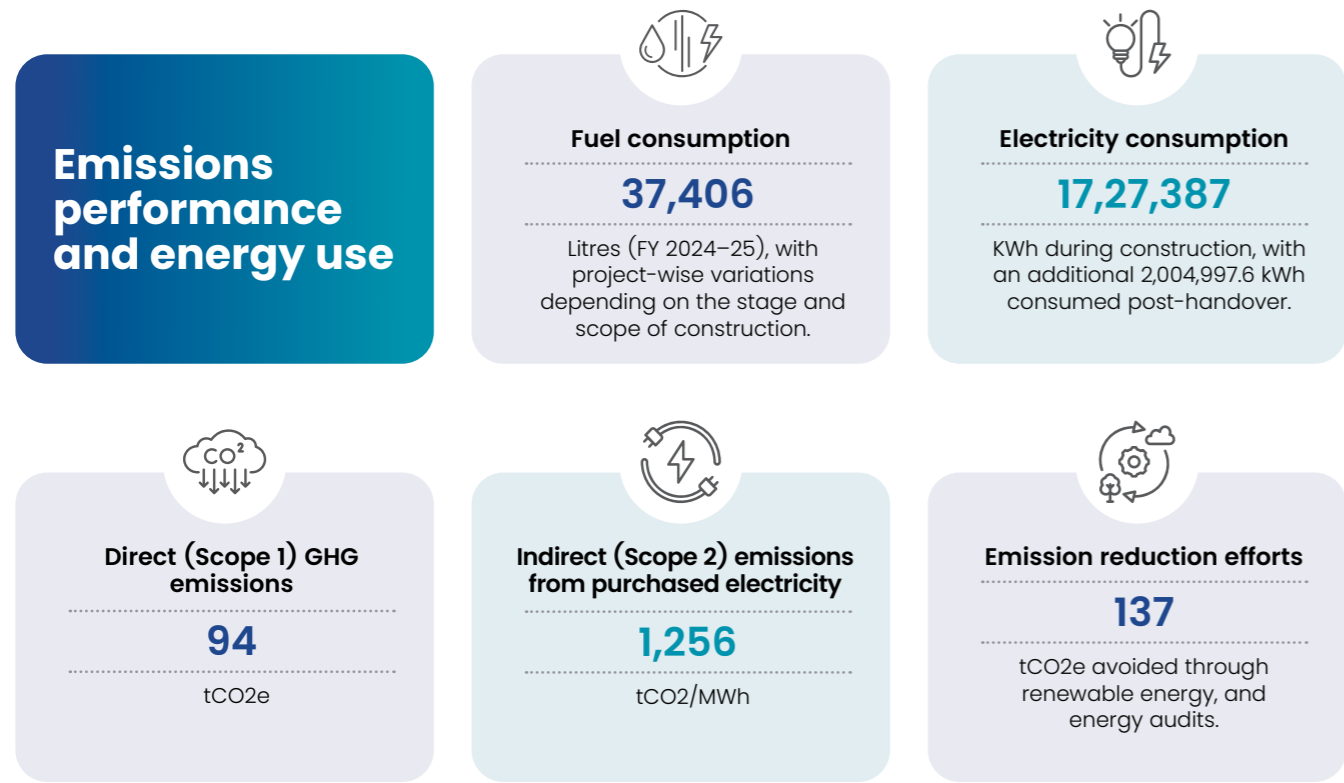 Emissions
performance
and energy use
Fuel consumption
37,406
Litres (FY 2024–25), with
project-wise variations
depending on the stage and
scope of construction.
Electricity consumption
17,27,387
KWh during construction, with
an additional 2,004,997.6 kWh
consumed post-handover.
CO²
Direct (Scope 1) GHG
emissions
94
tCO2e
Indirect (Scope 2) emissions
from purchased electricity
1,256
tCO2/MWh
Emission reduction efforts
137
tCO2e avoided through
renewable energy, and
energy audits.